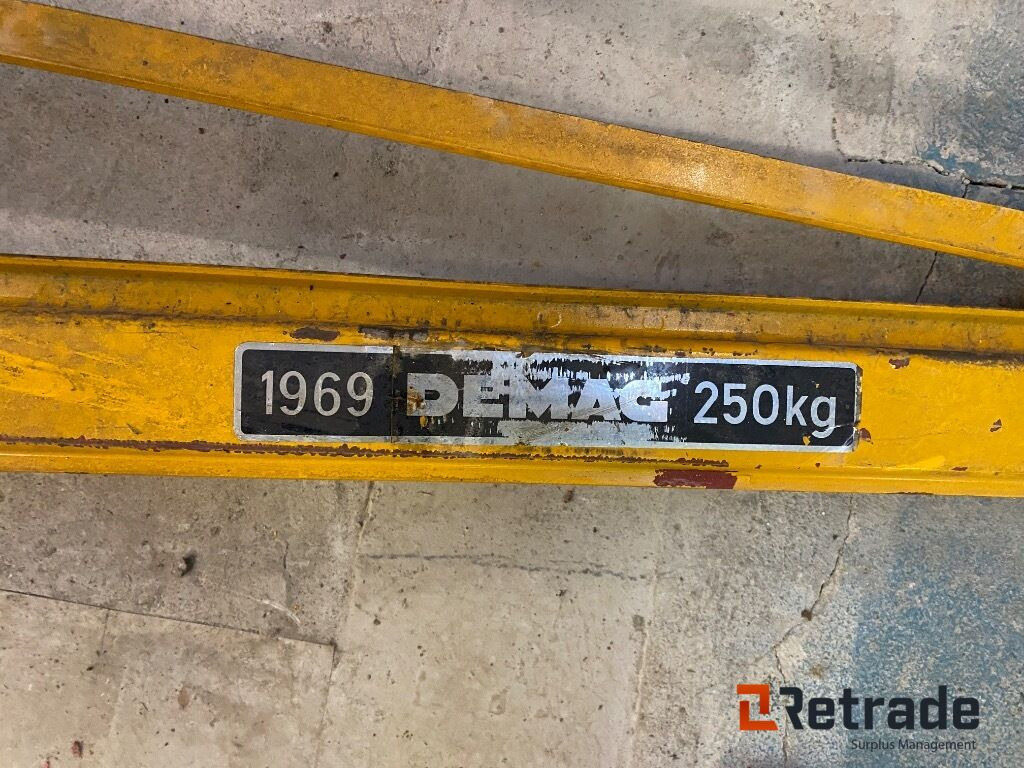 1969 DEMAG 250kg
Retrade
Surplus Management